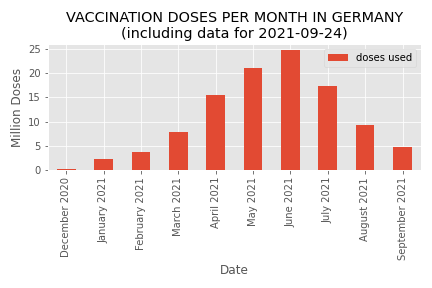 VACCINATION DOSES PER MONTH IN GERMANY
(including data for 2021-09-24)
doses used
Million Doses
25
20
15
10
5
0
December 2020
January 2021
February 2021
March 2021
April 2021
May 2021
June 2021
July 2021
August 2021
September 2021
Date